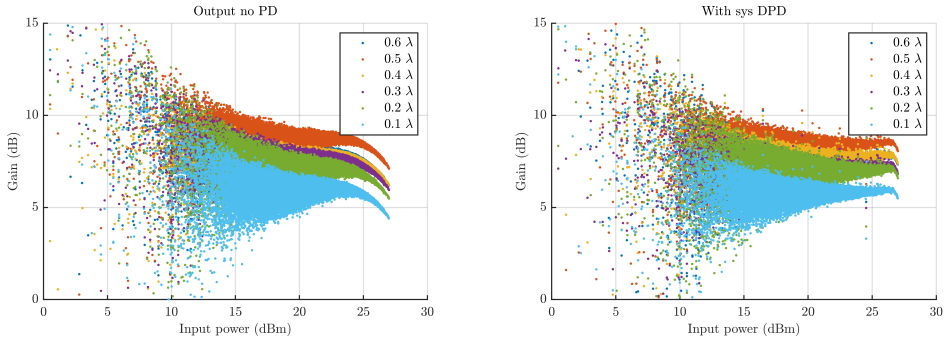 Output no PD
Gain (dB)
15
10
5
0
0.6 λ
0.5 λ
0.4 λ
0.3 λ
0.2 λ
0.1 λ
0 5 10 15 20 25 30
Input power (dBm)
With sys DPD
Gain (dB)
15
10
5
0
0.6 λ
0.5 λ
0.4 λ
0.3 λ
0.2 λ
0.1 λ
0 5 10 15 20 25 30
Input power (dBm)